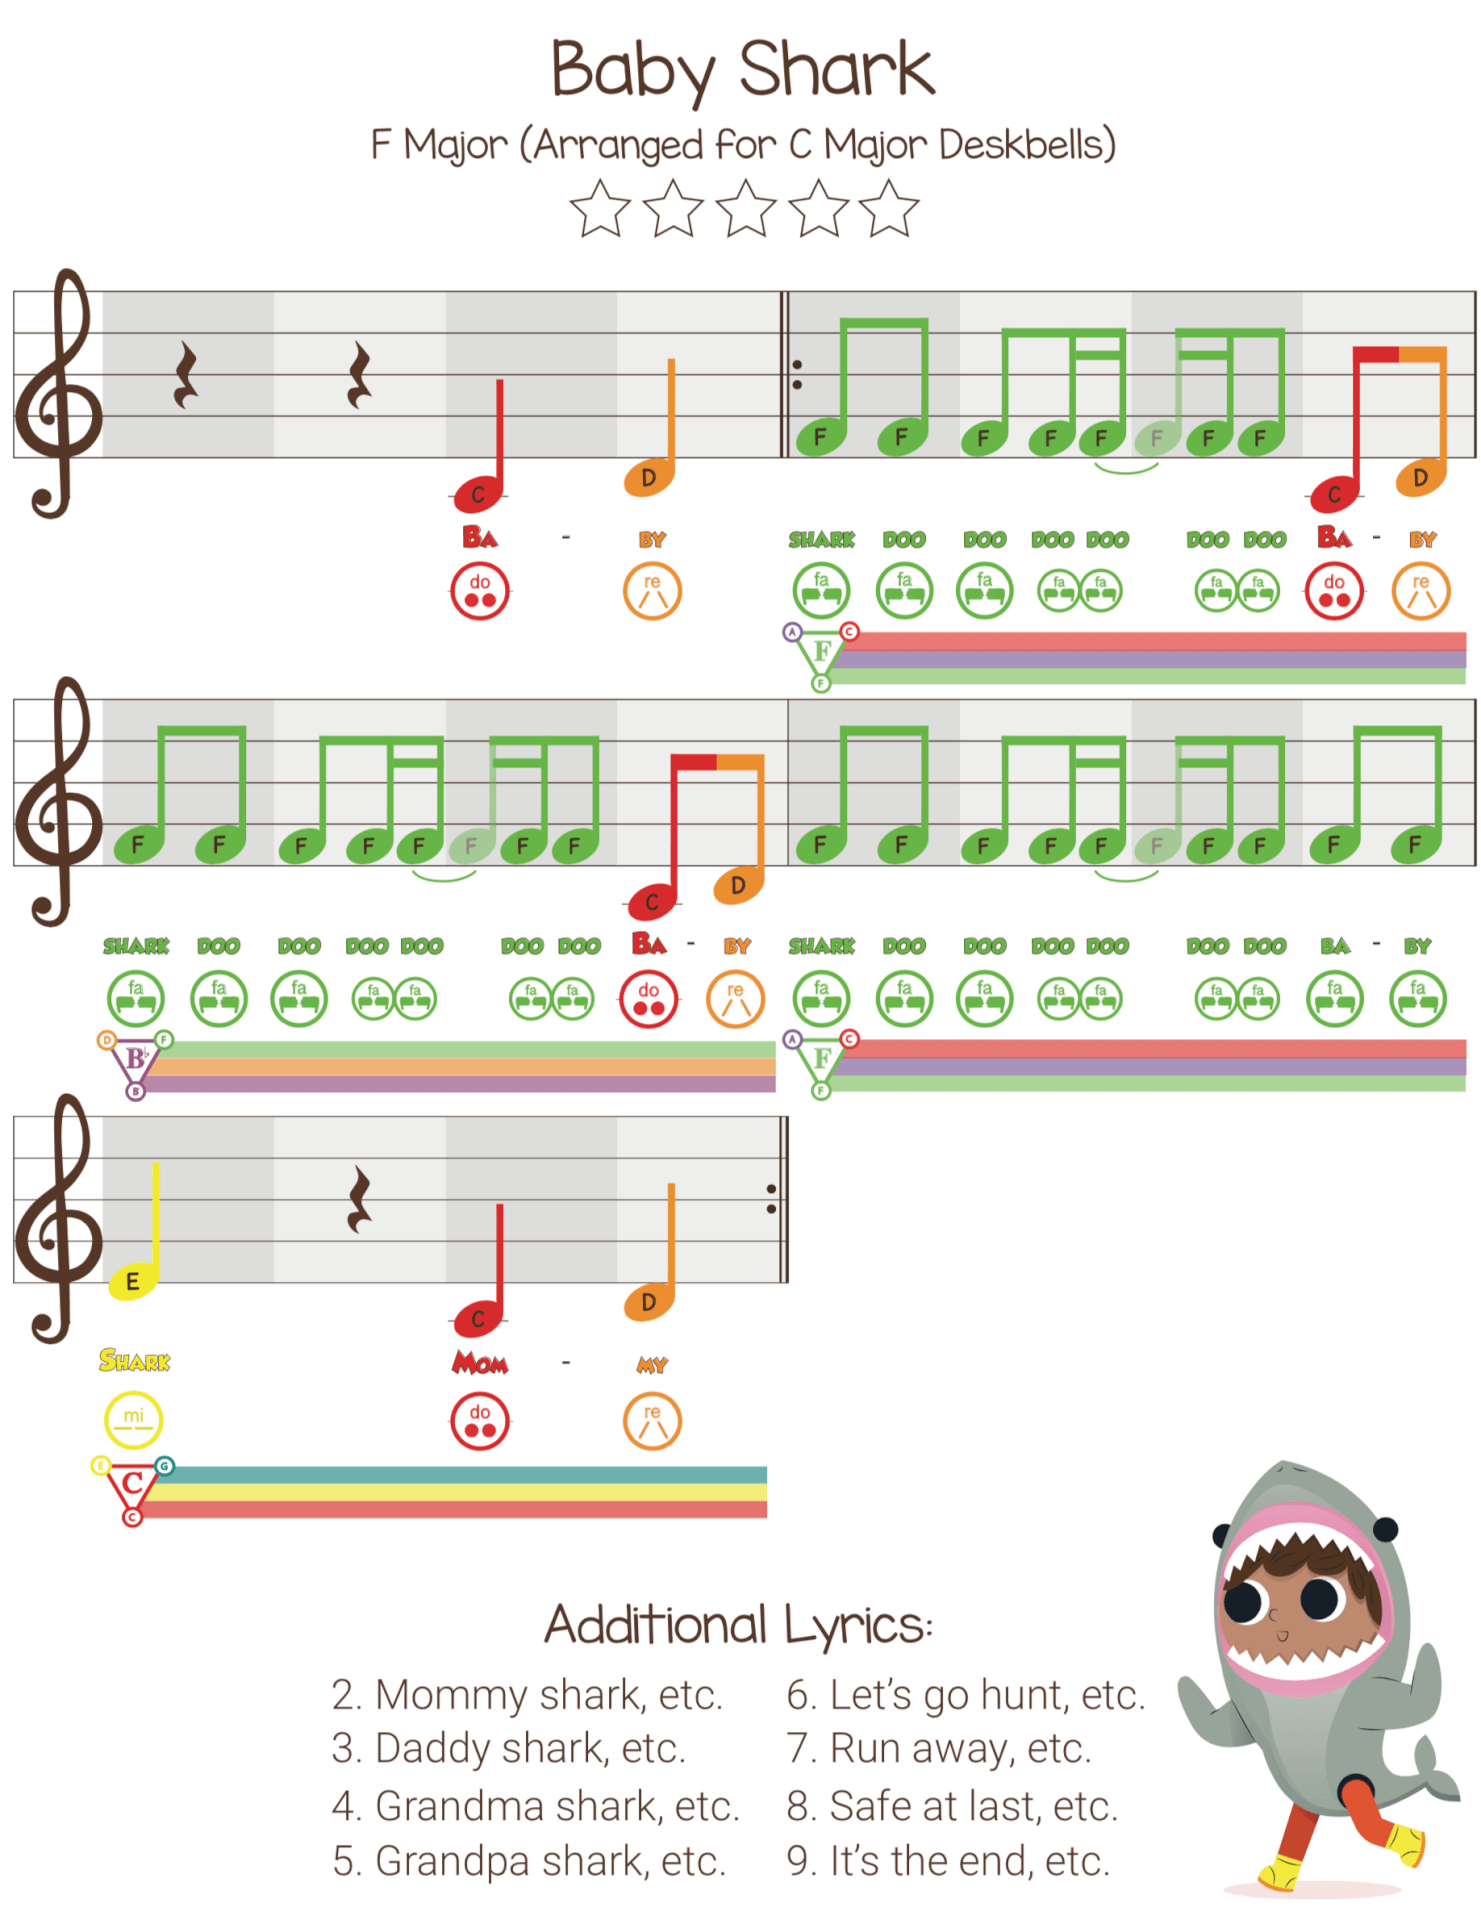 Baby Shark
F Major (Arranged for C Major Deskbells)
C D F F F F F F F F C D
BA - BY SHARK DOO DOO DOO DOO DOO DOO BA - BY
do re fa fa fa fa fa fa fa do re
A C
F
F
F F F F F F F F C D F F F F F F F F F F
SHARK DOO DOO DOO DOO DOO DOO BA - BY SHARK DOO DOO DOO DOO DOO DOO BA - BY
fa fa fa fa fa fa fa do re fa fa fa fa fa fa fa fa fa
D F A C
B♭ F
B F
E C D
SHARK MOM - MY
mi do re
E G
C
C
Additional Lyrics:
2. Mommy shark, etc.
3. Daddy shark, etc.
4. Grandma shark, etc.
5. Grandpa shark, etc.
6. Let's go hunt, etc.
7. Run away, etc.
8. Safe at last, etc.
9. It's the end, etc.